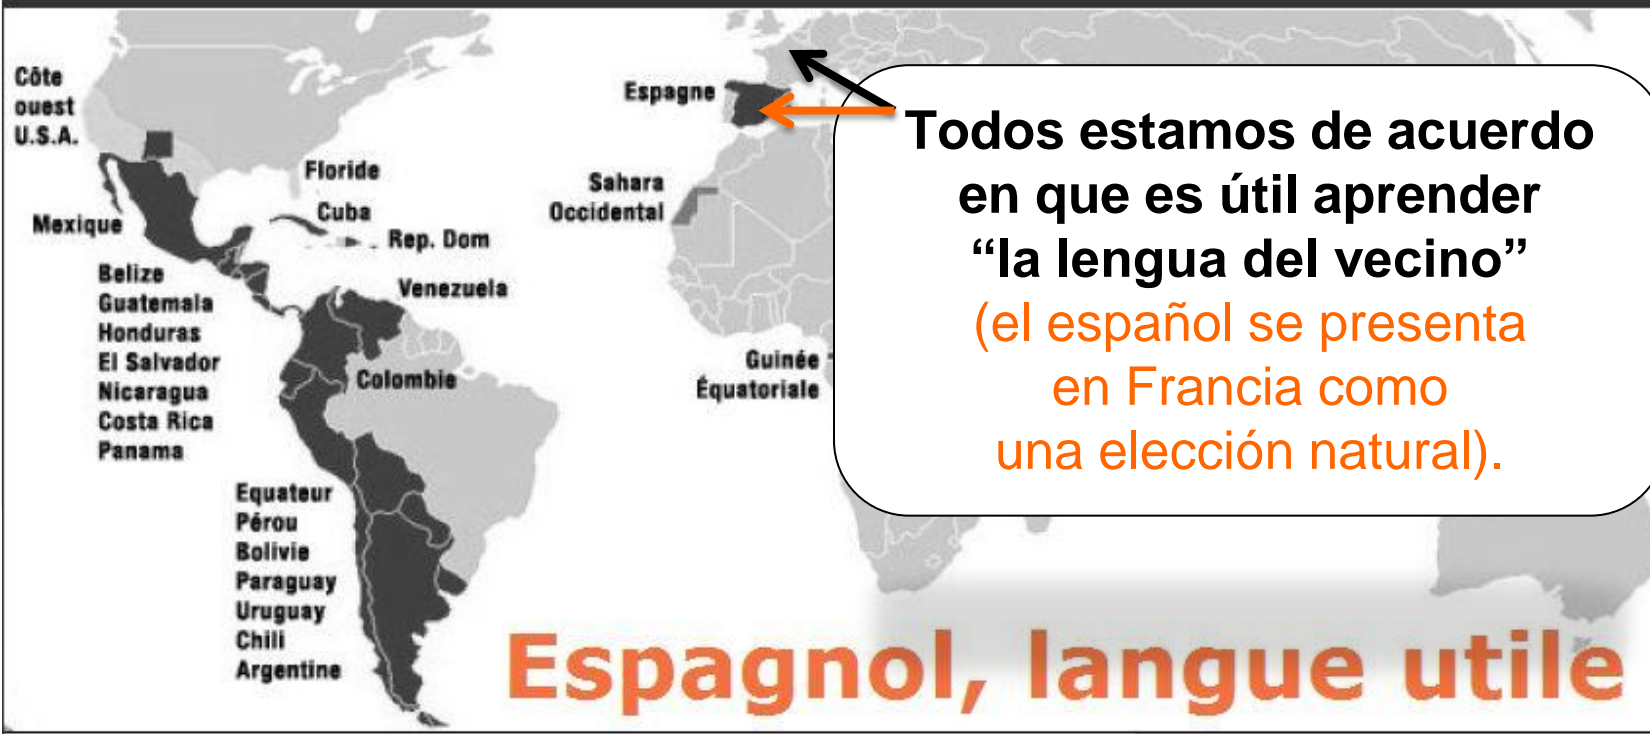 Côte
ouest
U.S.A.
Mexique
Floride
Cuba
Rep. Dom
Belize
Guatemala
Honduras
El Salvador
Nicaragua
Costa Rica
Panama
Venezuela
Colombie
Equateur
Pérou
Bolivie
Paraguay
Uruguay
Chili
Argentine
Espagne
Sahara
Occidental
Guinée
Équatoriale
Todos estamos de acuerdo
en que es útil aprender
“la lengua del vecino”
(el español se presenta
en Francia como
una elección natural).
Espagnol, langue utile